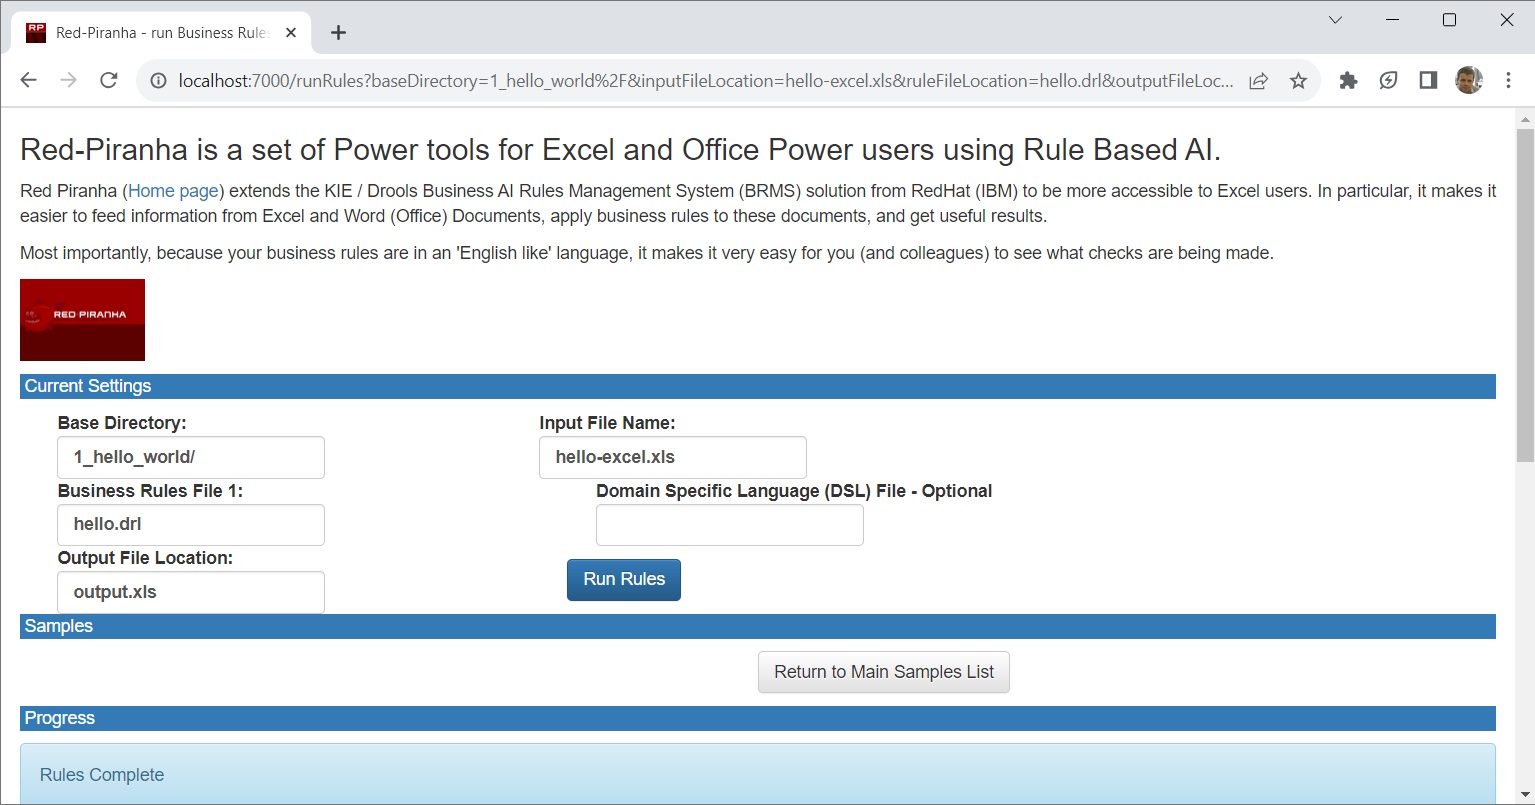 RP Red-Piranha - run Business Rule
localhost:7000/runRules?baseDirectory=1_hello_world%2F&inputFileLocation=hello-excel.xls&ruleFileLocation=hello.drl&outputFileLoc...
Red-Piranha is a set of Power tools for Excel and Office Power users using Rule Based AI.
Red Piranha (Home page) extends the KIE / Drools Business AI Rules Management System (BRMS) solution from RedHat (IBM) to be more accessible to Excel users. In particular, it makes it
easier to feed information from Excel and Word (Office) Documents, apply business rules to these documents, and get useful results.
Most importantly, because your business rules are in an 'English like' language, it makes it very easy for you (and colleagues) to see what checks are being made.
RED PIRANHA
Current Settings
Base Directory: Input File Name:
1_hello_world/ hello-excel.xls
Business Rules File 1: Domain Specific Language (DSL) File - Optional
hello.drl
Output File Location:
Run Rules
output.xls
Samples
Return to Main Samples List
Progress
Rules Complete